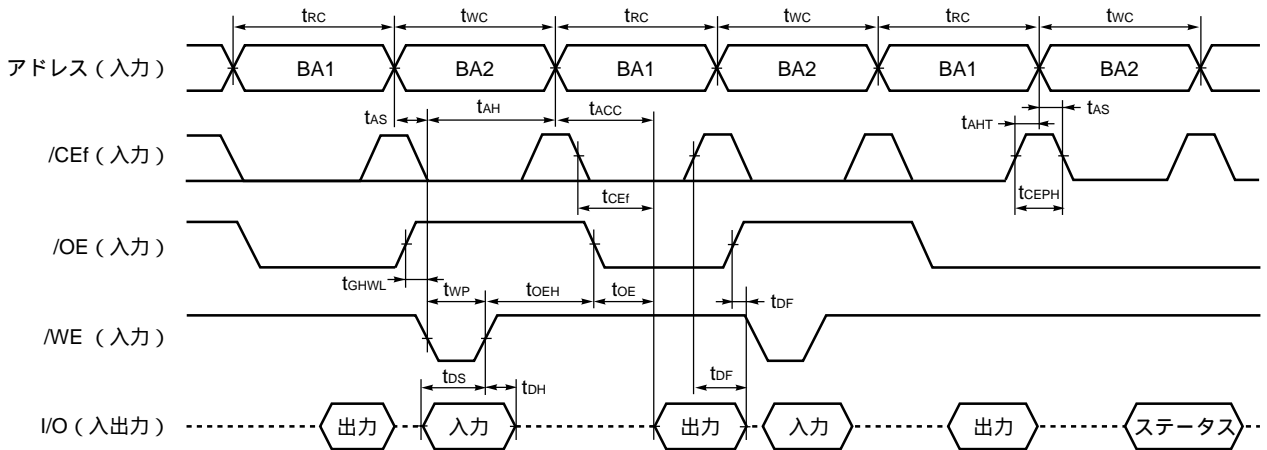 tRC tWC tRC tWC tRC tWC
アドレス（入力） BA1 BA2 BA1 BA2 BA1 BA2
tAS tAH tACC tAHT tAS
/CEf（入力）
tCEf tCEPH
/OE（入力）
tGHWL tWP tOEH tOE tDF
/WE（入力）
tDS tDH tDF
I/O（入出力） 出力 入力 出力 入力 出力 ステータス